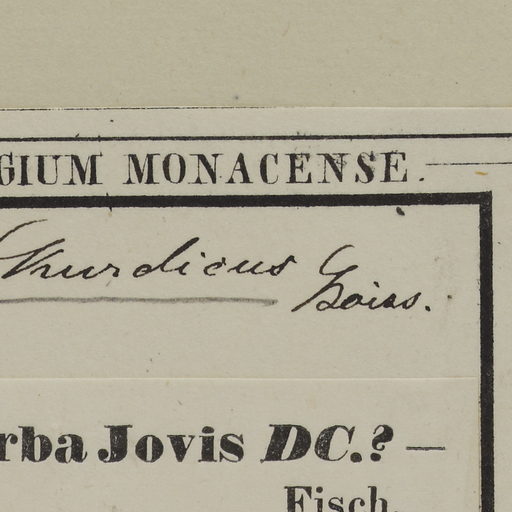 GIUM MONACENSE.
Kurdicus Boiss.
rba Jovis DC.? —
Fisch.